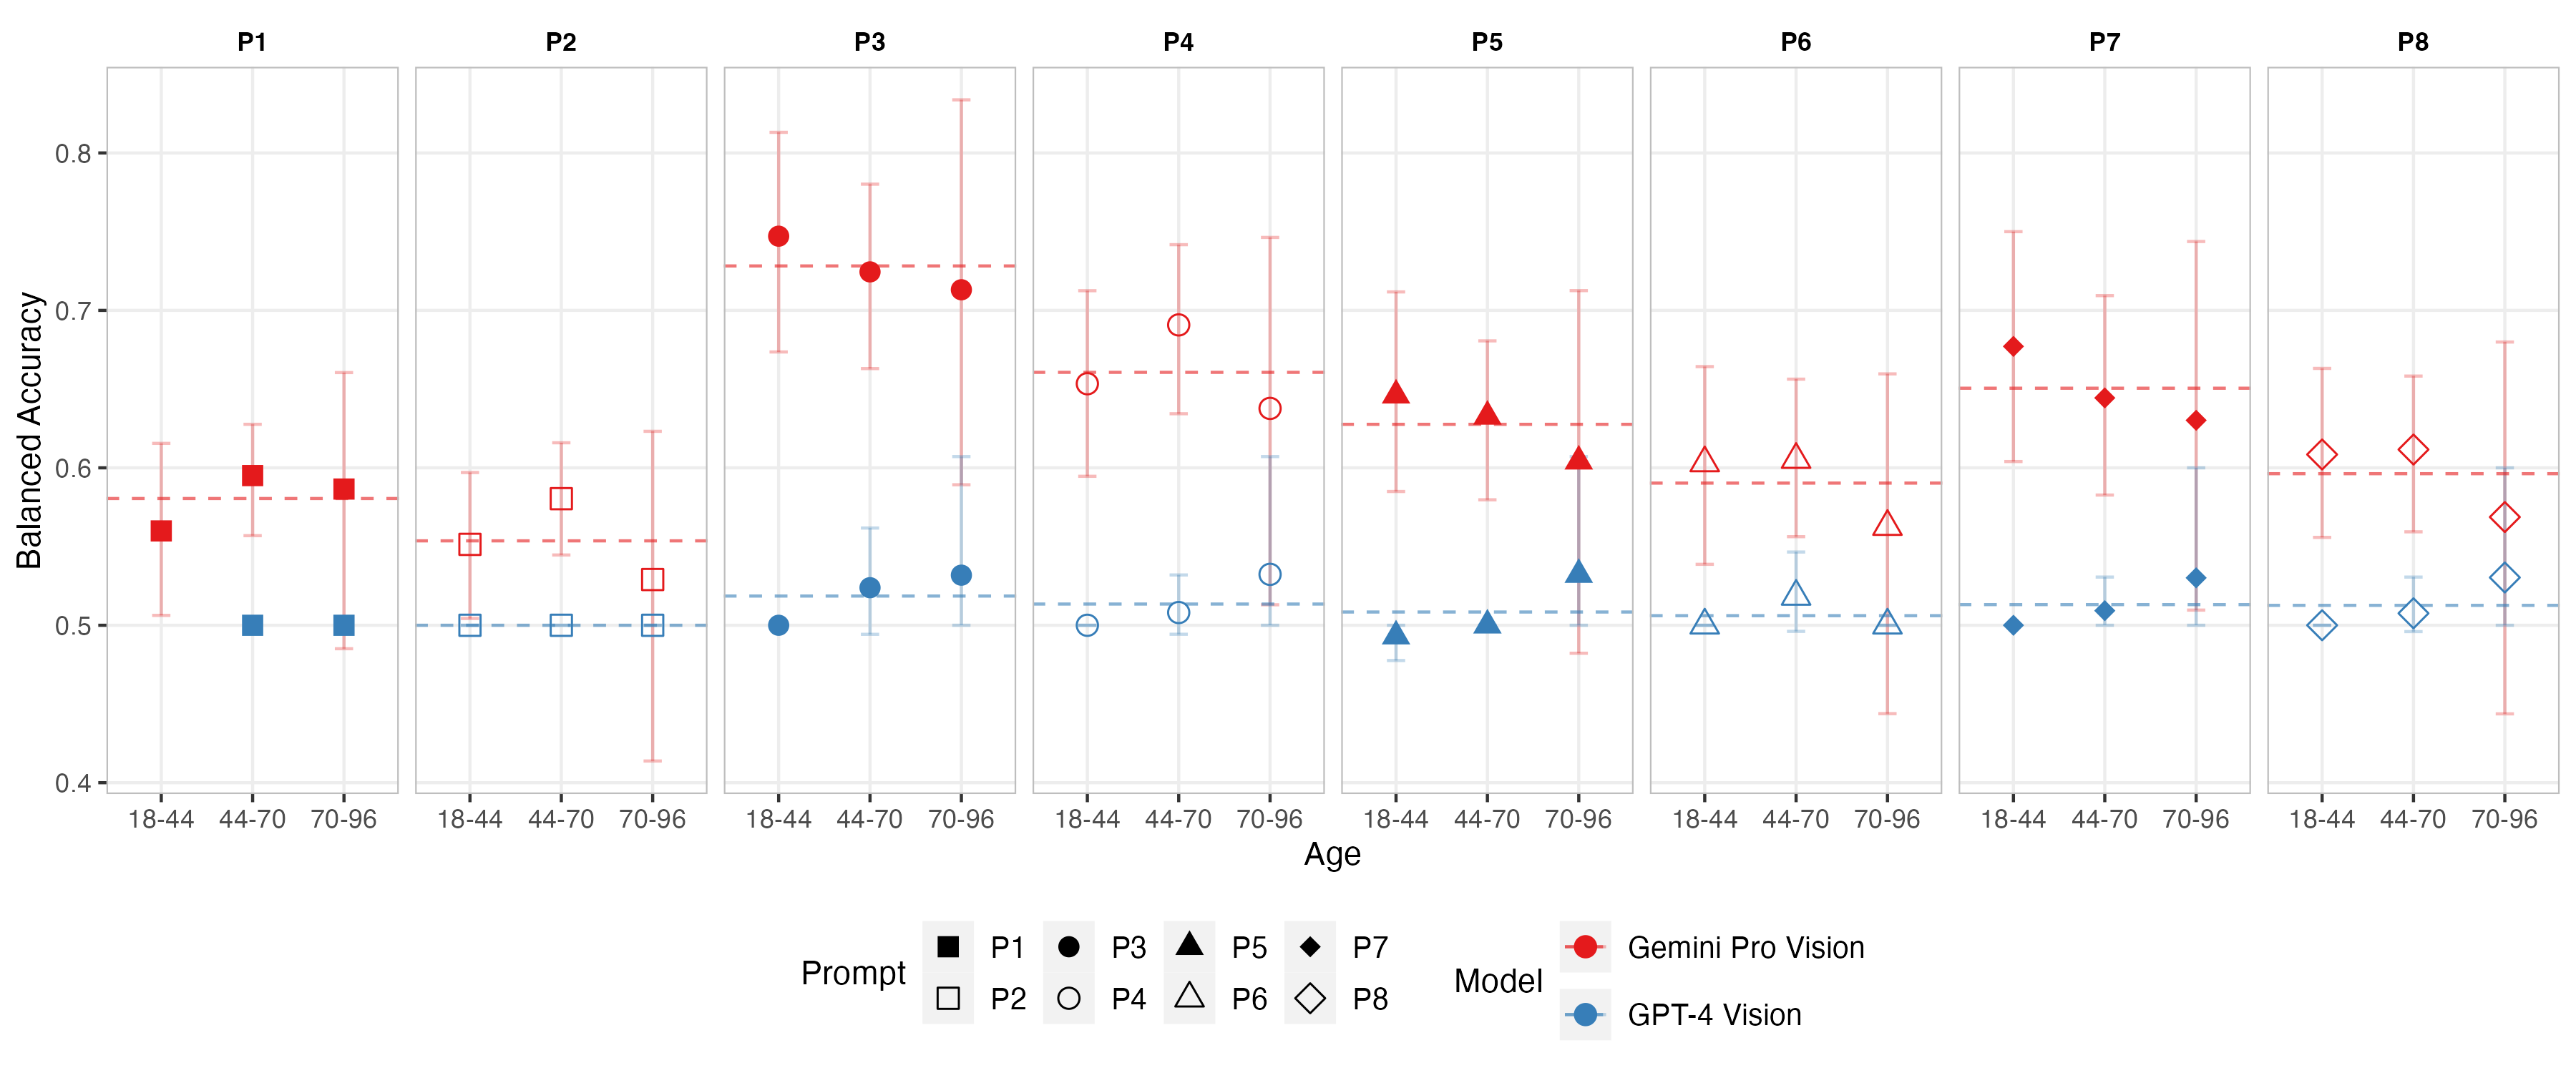 P1 P2 P3 P4 P5 P6 P7 P8
Balanced Accuracy
0.8
0.7
0.6
0.5
0.4
18-44 44-70 70-96 18-44 44-70 70-96 18-44 44-70 70-96 18-44 44-70 70-96 18-44 44-70 70-96 18-44 44-70 70-96 18-44 44-70 70-96 18-44 44-70 70-96
Age
Prompt
P1 P3 P5 P7
P2 P4 P6 P8
Model
Gemini Pro Vision
GPT-4 Vision